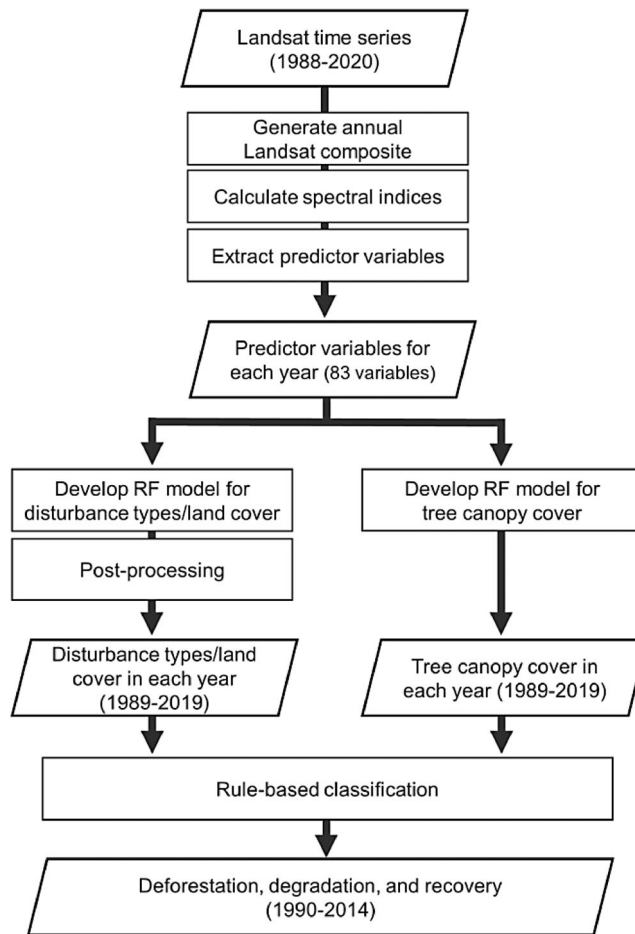 Landsat time series
(1988-2020)
Generate annual
Landsat composite
Calculate spectral indices
Extract predictor variables
Predictor variables for
each year (83 variables)
Develop RF model for
disturbance types/land cover
Develop RF model for
tree canopy cover
Post-processing
Disturbance types/land
cover in each year
(1989-2019)
Tree canopy cover in
each year (1989-2019)
Rule-based classification
Deforestation, degradation, and recovery
(1990-2014)